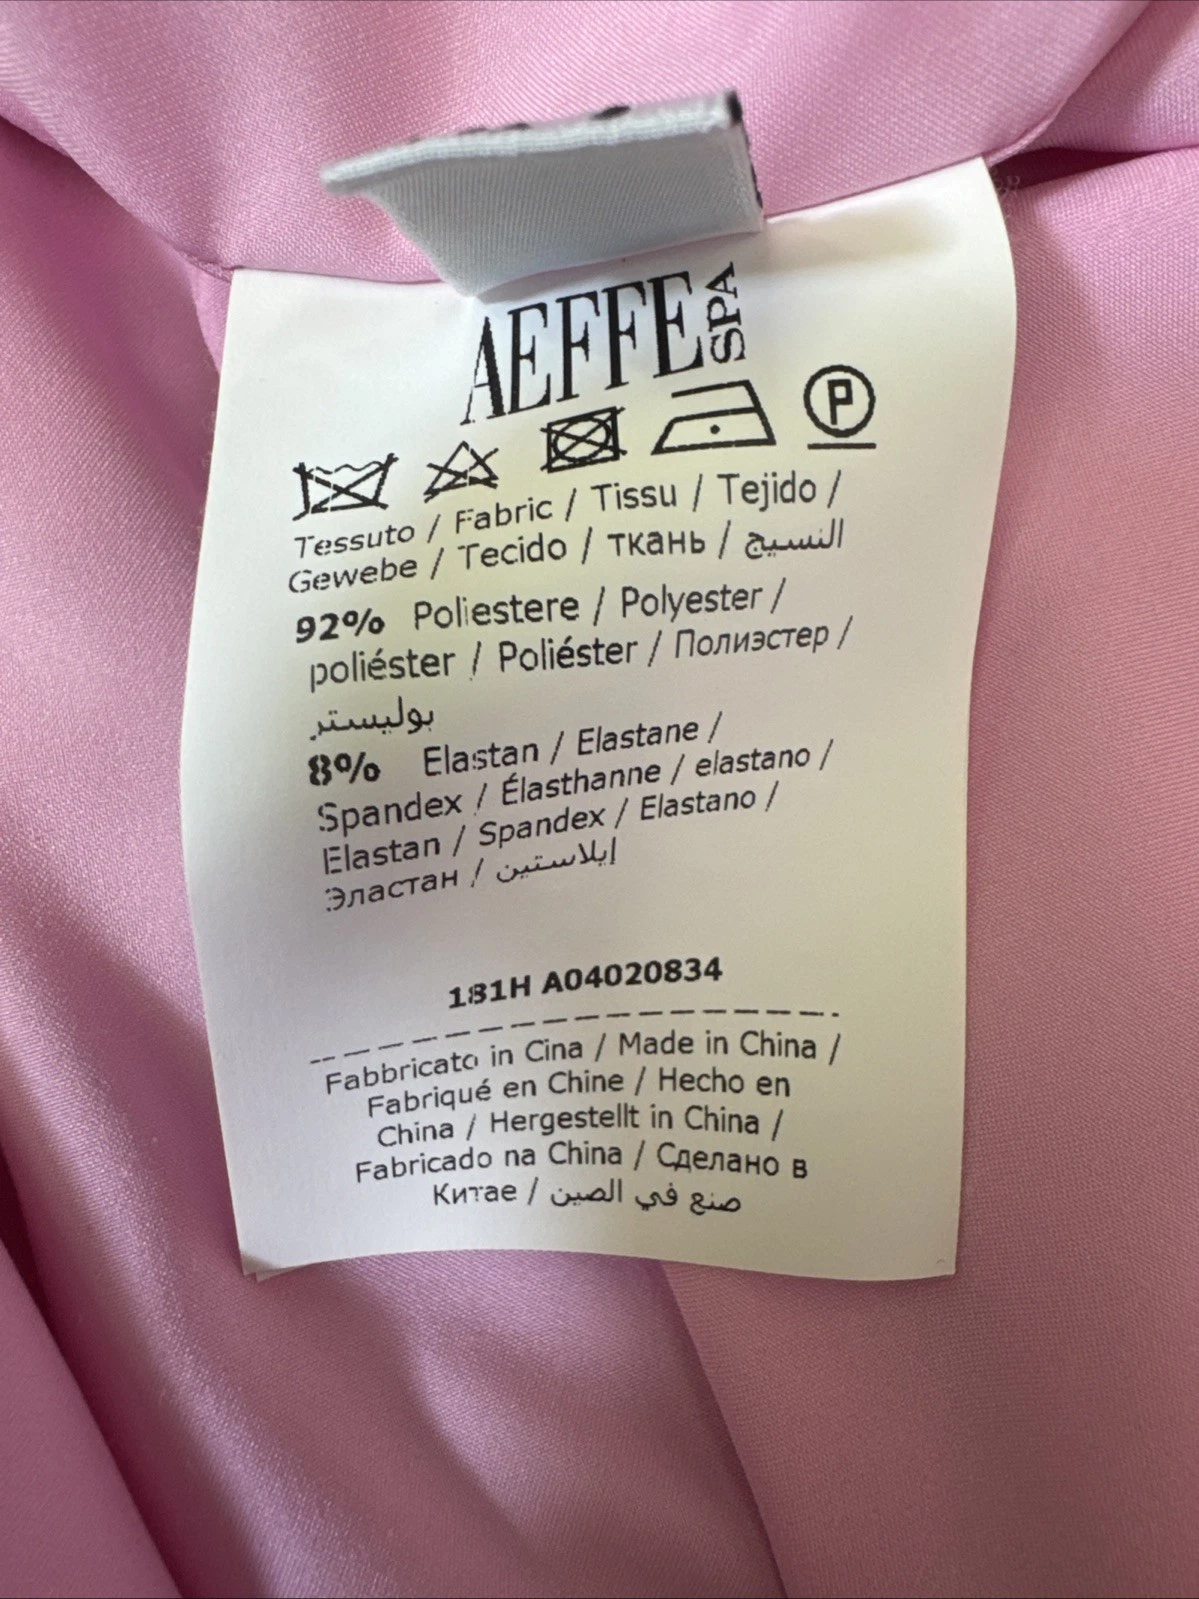 AEFFE SPA
P
Tessuto / Fabric / Tissu / Tejido /
Gewebe / Tecido / ткань / النسيج
92% Poliestere / Polyester /
poliéster / Poliéster / Полиэстер /
بوليستر
8% Elastan / Elastane /
Spandex / Élasthanne / elastano /
Elastan / Spandex / Elastano /
Эластан / إيلاستين
181H A04020834
Fabbricato in Cina / Made in China /
Fabriqué en Chine / Hecho en
China / Hergestellt in China /
Fabricado na China / Сделано в
Китае / صنع في الصين